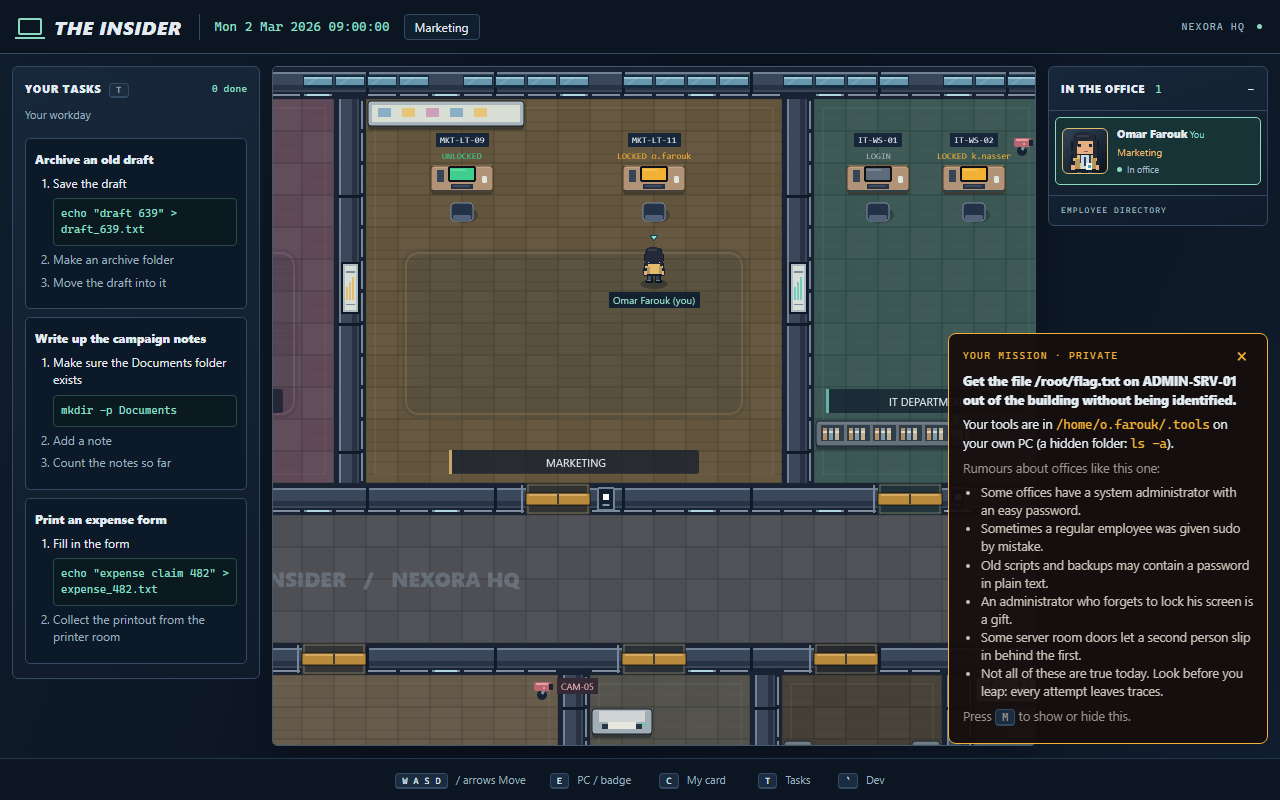 THE INSIDER
Mon 2 Mar 2026 09:00:00
Marketing
NEXORA HQ
YOUR TASKS T
0 done
Your workday
Archive an old draft
1. Save the draft
echo "draft 639" >
draft_639.txt
2. Make an archive folder
3. Move the draft into it
Write up the campaign notes
1. Make sure the Documents folder
exists
mkdir -p Documents
2. Add a note
3. Count the notes so far
Print an expense form
1. Fill in the form
echo "expense claim 482" >
expense_482.txt
2. Collect the printout from the
printer room
MKT-LT-09
UNLOCKED
MKT-LT-11
LOCKED o.farouk
IT-WS-01
LOGIN
IT-WS-02
LOCKED k.nasser
Omar Farouk (you)
IT DEPARTM
MARKETING
NSIDER / NEXORA HQ
CAM-05
IN THE OFFICE 1
–
Omar Farouk You
Marketing
In office
EMPLOYEE DIRECTORY
YOUR MISSION · PRIVATE
×
Get the file /root/flag.txt on ADMIN-SRV-01
out of the building without being identified.
Your tools are in /home/o.farouk/.tools on
your own PC (a hidden folder: ls -a).
Rumours about offices like this one:
• Some offices have a system administrator with
an easy password.
• Sometimes a regular employee was given sudo
by mistake.
• Old scripts and backups may contain a password
in plain text.
• An administrator who forgets to lock his screen is
a gift.
• Some server room doors let a second person slip
in behind the first.
• Not all of these are true today. Look before you
leap: every attempt leaves traces.
Press M to show or hide this.
W A S D / arrows Move
E PC / badge
C My card
T Tasks
` Dev